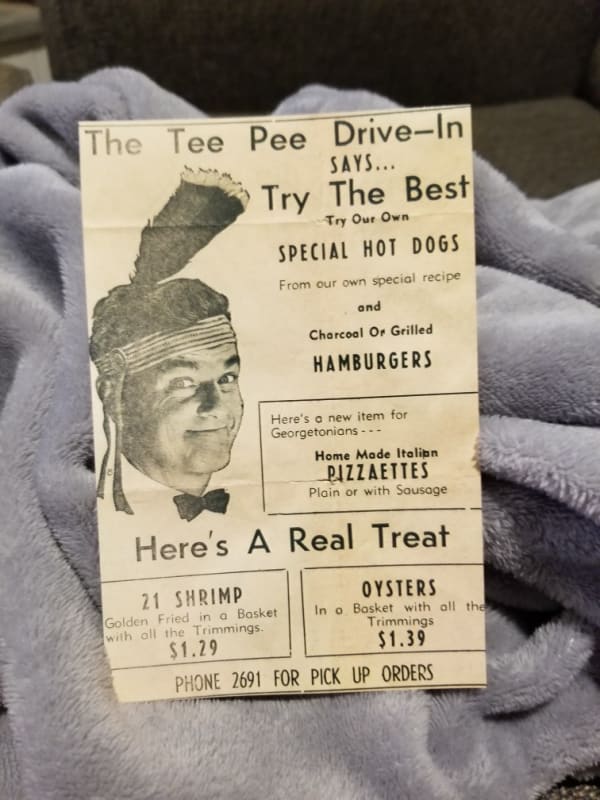 The Tee Pee Drive-In
SAYS...
Try The Best
Try Our Own
SPECIAL HOT DOGS
From our own special recipe
and
Charcoal Or Grilled
HAMBURGERS
Here's a new item for
Georgetonians - - -
Home Made Italian
PIZZAETTES
Plain or with Sausage
Here's A Real Treat
21 SHRIMP
Golden Fried in a Basket
with all the Trimmings.
$1.29
OYSTERS
In a Basket with all the
Trimmings
$1.39
PHONE 2691 FOR PICK UP ORDERS